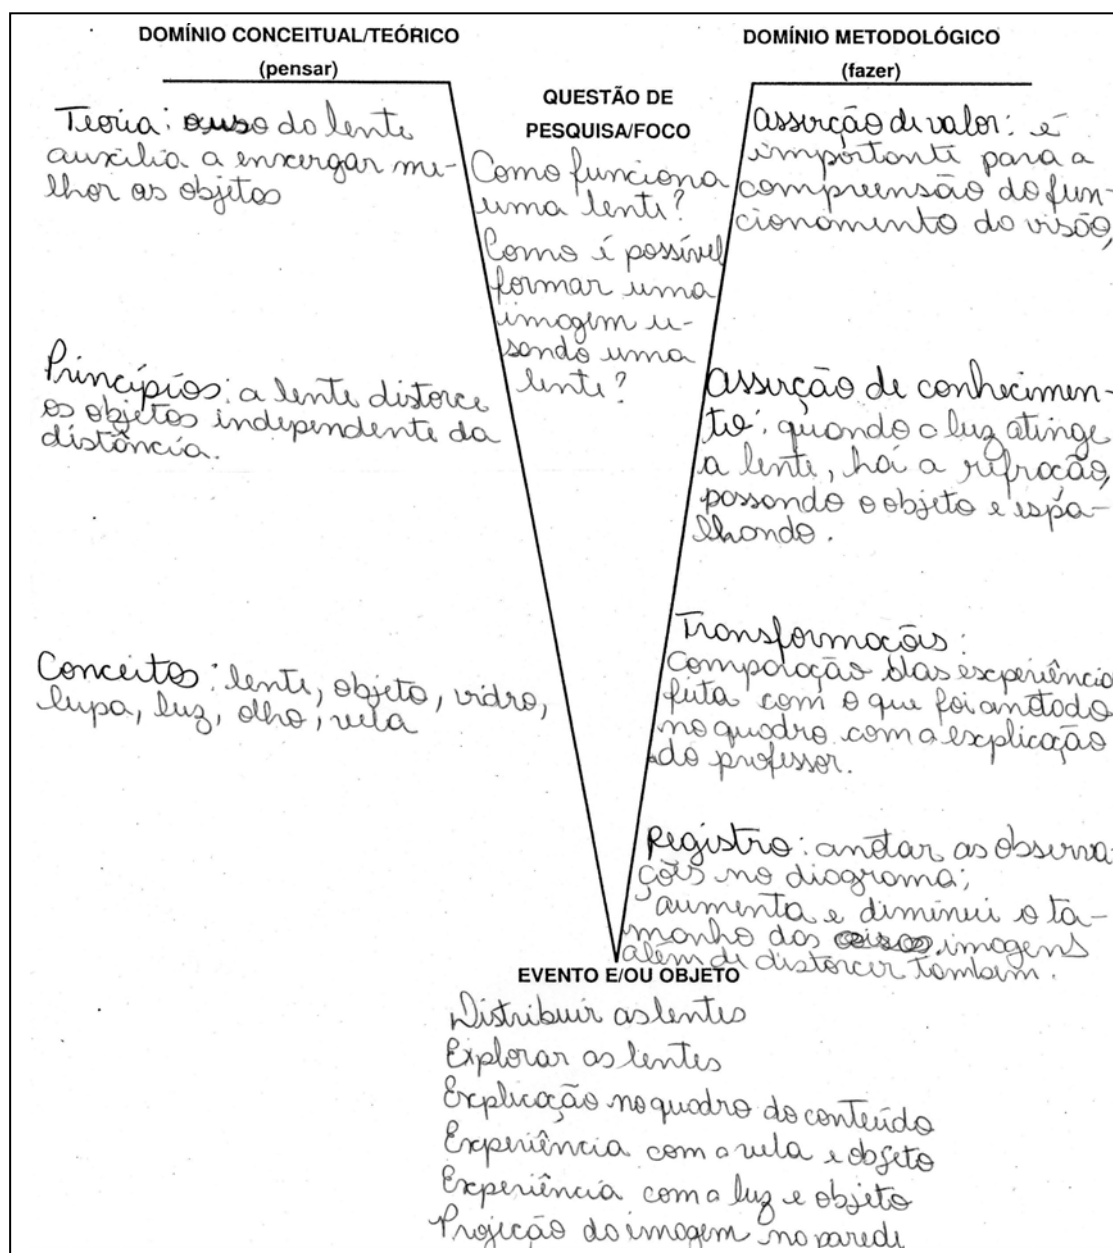 DOMÍNIO CONCEITUAL/TEÓRICO
(pensar)
Teoria: o uso da lente
auxilia a enxergar me-
lhor os objetos
Princípios: a lente distorce
os objetos independente da
distância.
Conceitos: lente, objeto, vidro,
lupa, luz, olho, vela
QUESTÃO DE
PESQUISA/FOCO
Como funciona
uma lente?
Como é possível
formar uma
imagem u-
sando uma
lente?
DOMÍNIO METODOLÓGICO
(fazer)
Asserção de valor: é
importante para a
compreensão do fun-
cionamento da visão,
Asserção de conhecimen-
to: quando a luz atinge
a lente, há a refração,
passando o objeto e espa-
lhando.
Transformações:
Comparação das experiência
feita com o que foi anotado
no quadro com a explicação
do professor.
Registro: anotar as observa-
ções no diagrama;
aumenta e diminui o ta-
manho das imagens
além de distorcer também.
EVENTO E/OU OBJETO
Distribuir as lentes
Explorar as lentes
Explicação no quadro do conteúdo
Experiência com a vela e objeto
Experiência com a luz e objeto
Projeção da imagem na parede